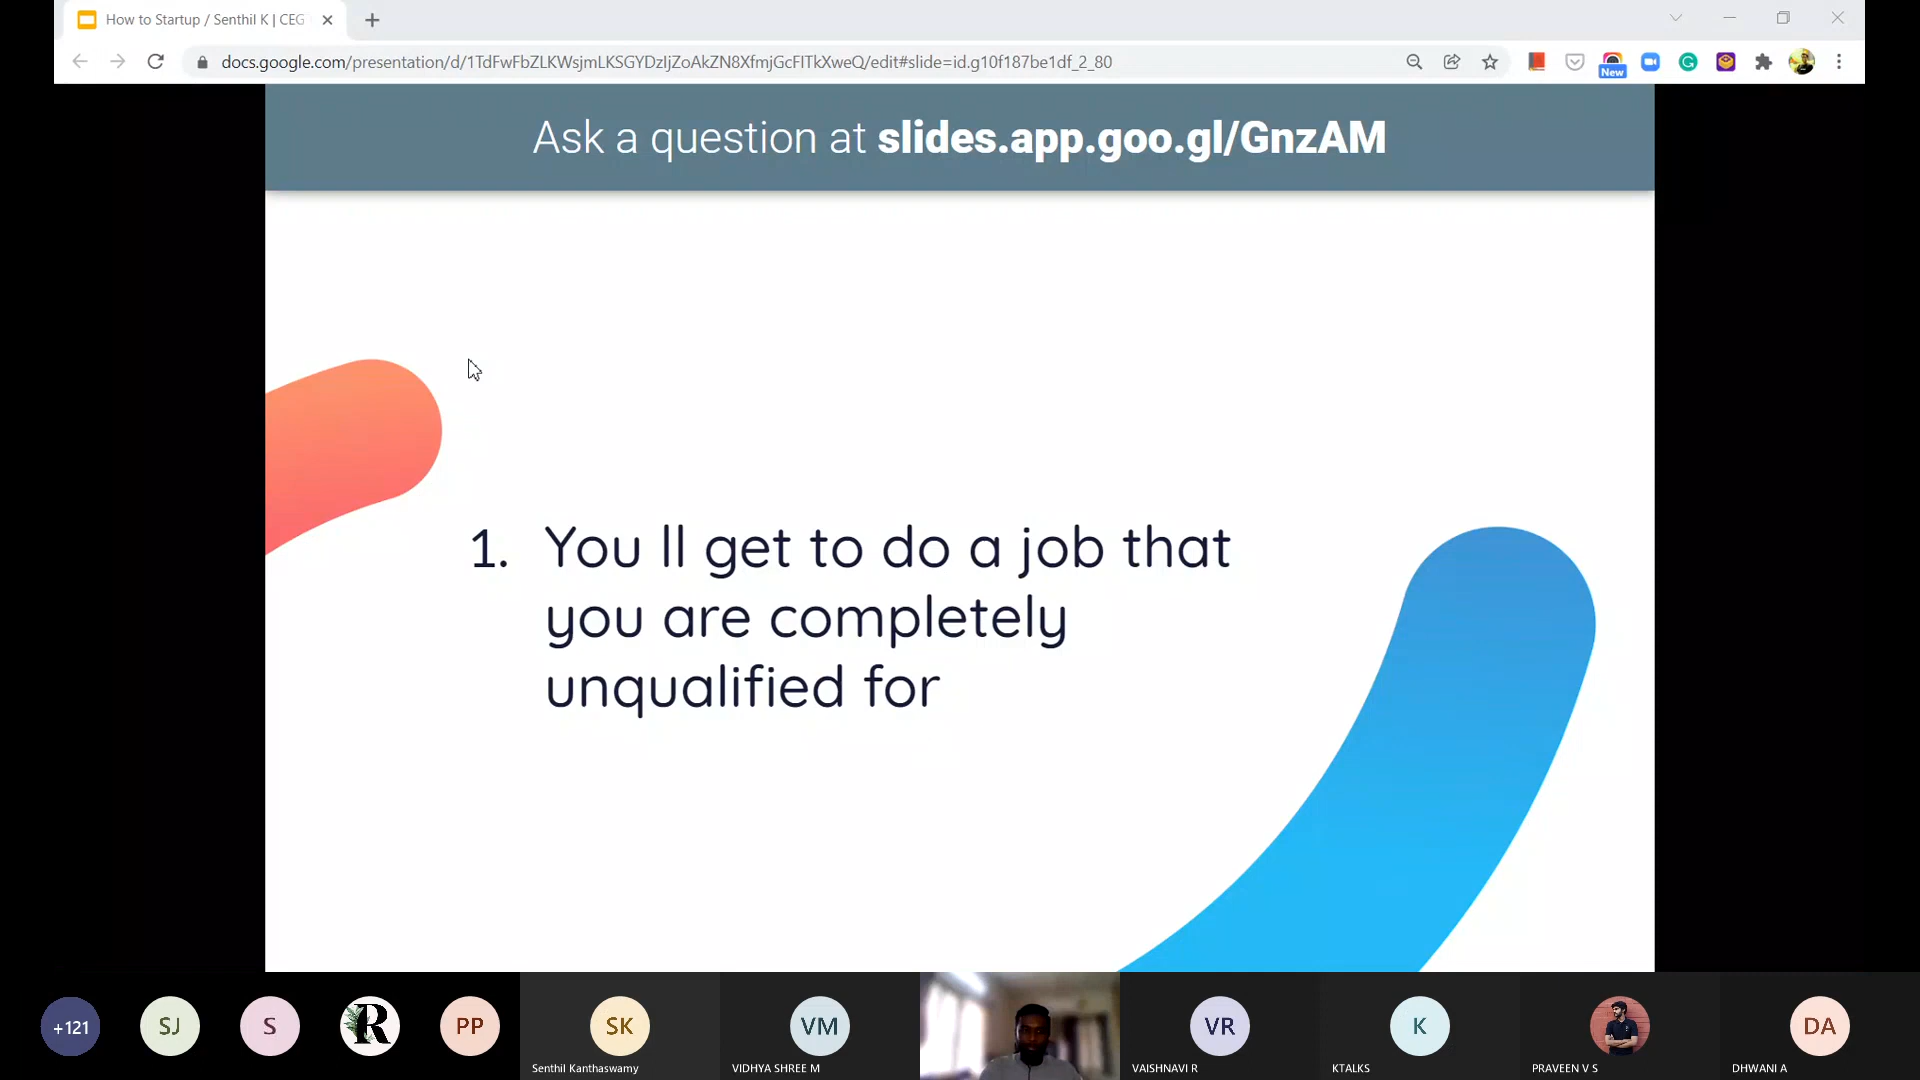 How to Startup / Senthil K | CEG
docs.google.com/presentation/d/1TdFwFbZLKWsjmLKSGYDzIjZoAkZN8XfmjGcFITkXweQ/edit#slide=id.g10f187be1df_2_80
New
Ask a question at slides.app.goo.gl/GnzAM
1. You ll get to do a job that
you are completely
unqualified for
+121
SJ
S
R
PP
SK
Senthil Kanthaswamy
VM
VIDHYA SHREE M
VR
VAISHNAVI R
K
KTALKS
PRAVEEN V S
DA
DHWANI A